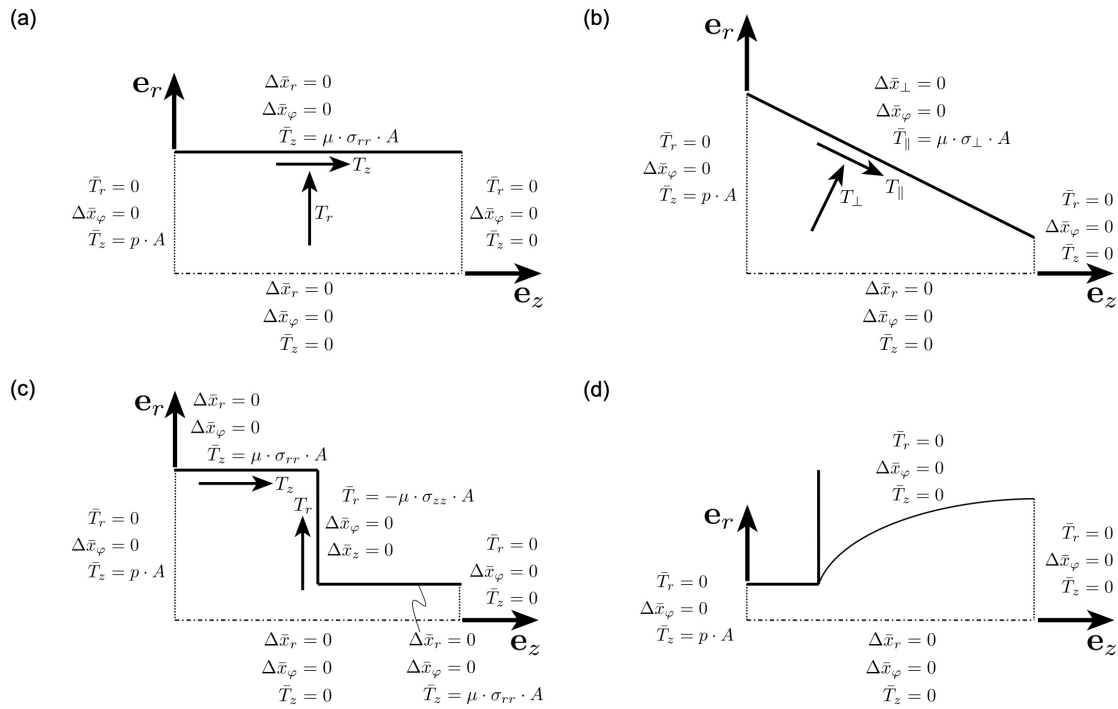 (a)
𝐞_r
Δx̄_r = 0
Δx̄_φ = 0
T̄_z = μ · σ_rr · A
T̄_r = 0
Δx̄_φ = 0
T̄_z = p · A
T_z
T_r
T̄_r = 0
Δx̄_φ = 0
T̄_z = 0
𝐞_z
Δx̄_r = 0
Δx̄_φ = 0
T̄_z = 0
(b)
𝐞_r
Δx̄_⊥ = 0
Δx̄_φ = 0
T̄_∥ = μ · σ_⊥ · A
T̄_r = 0
Δx̄_φ = 0
T̄_z = p · A
T_∥
T_⊥
T̄_r = 0
Δx̄_φ = 0
T̄_z = 0
𝐞_z
Δx̄_r = 0
Δx̄_φ = 0
T̄_z = 0
(c)
𝐞_r
Δx̄_r = 0
Δx̄_φ = 0
T̄_z = μ · σ_rr · A
T_z
T_r
T̄_r = −μ · σ_zz · A
Δx̄_φ = 0
Δx̄_z = 0
T̄_r = 0
Δx̄_φ = 0
T̄_z = p · A
T̄_r = 0
Δx̄_φ = 0
T̄_z = 0
𝐞_z
Δx̄_r = 0
Δx̄_φ = 0
T̄_z = 0
Δx̄_r = 0
Δx̄_φ = 0
T̄_z = μ · σ_rr · A
(d)
T̄_r = 0
Δx̄_φ = 0
T̄_z = 0
𝐞_r
T̄_r = 0
Δx̄_φ = 0
T̄_z = p · A
T̄_r = 0
Δx̄_φ = 0
T̄_z = 0
𝐞_z
Δx̄_r = 0
Δx̄_φ = 0
T̄_z = 0